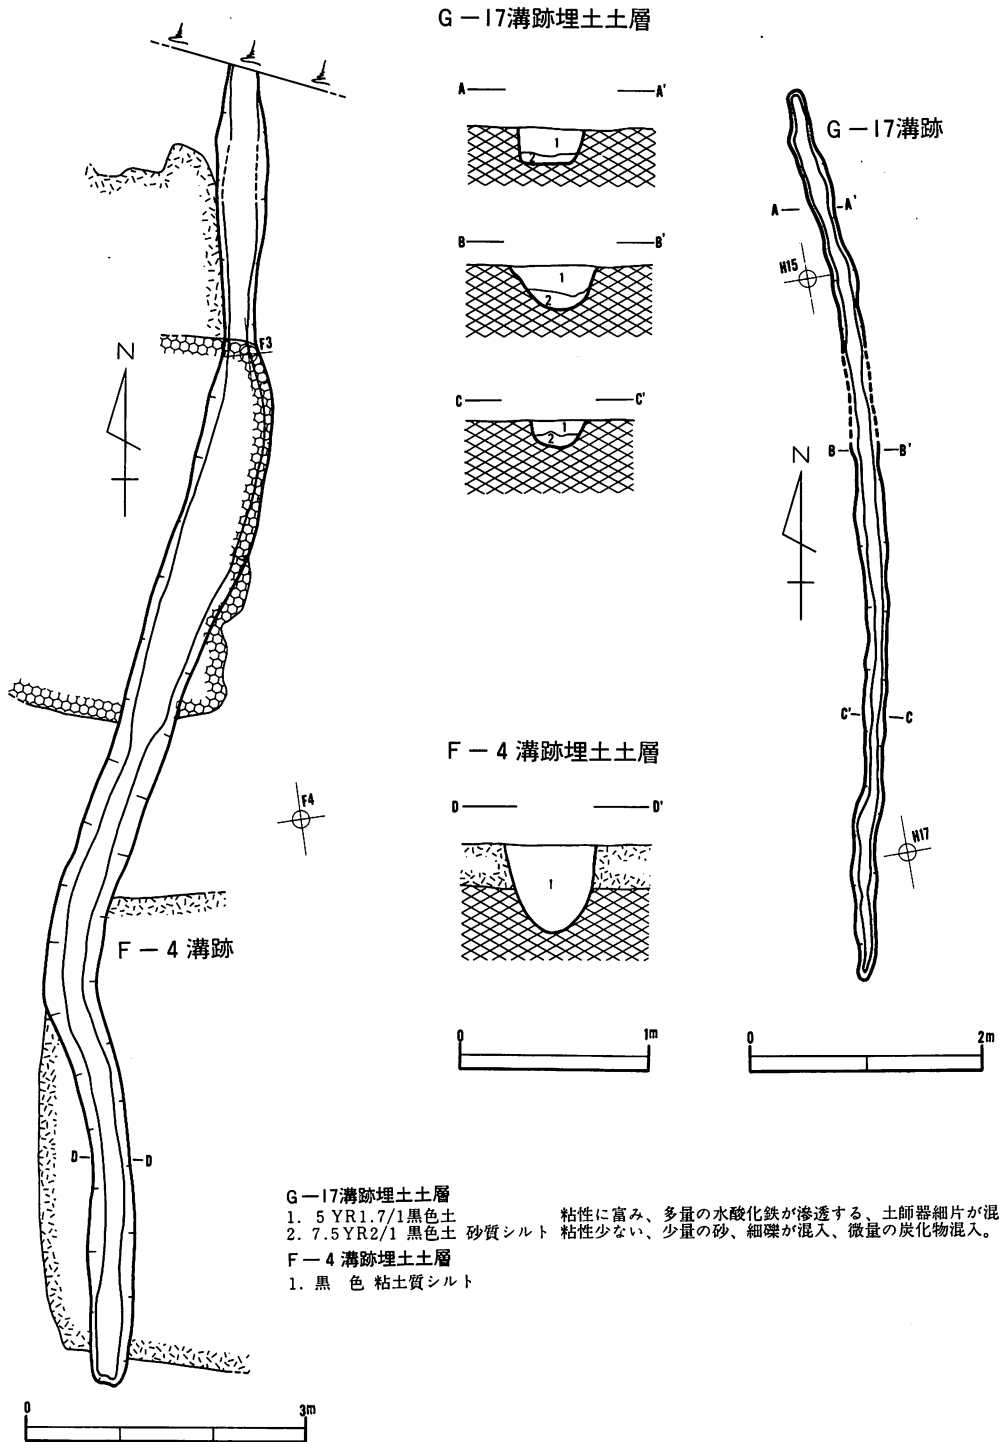 G-17溝跡埋土土層
A A'
1
2
B B'
1
2
C C'
1
2
F-4溝跡埋土土層
D D'
1
0 1m
G-17溝跡
A A'
H15
B B'
N
C' C
H17
0 2m
F3
N
F4
F-4溝跡
D D
0 3m
G-17溝跡埋土土層
1. 5YR1.7/1黒色土 粘性に富み、多量の水酸化鉄が滲透する、土師器細片が混
2. 7.5YR2/1 黒色土 砂質シルト 粘性少ない、少量の砂、細礫が混入、微量の炭化物混入。
F-4溝跡埋土土層
1. 黒 色 粘土質シルト